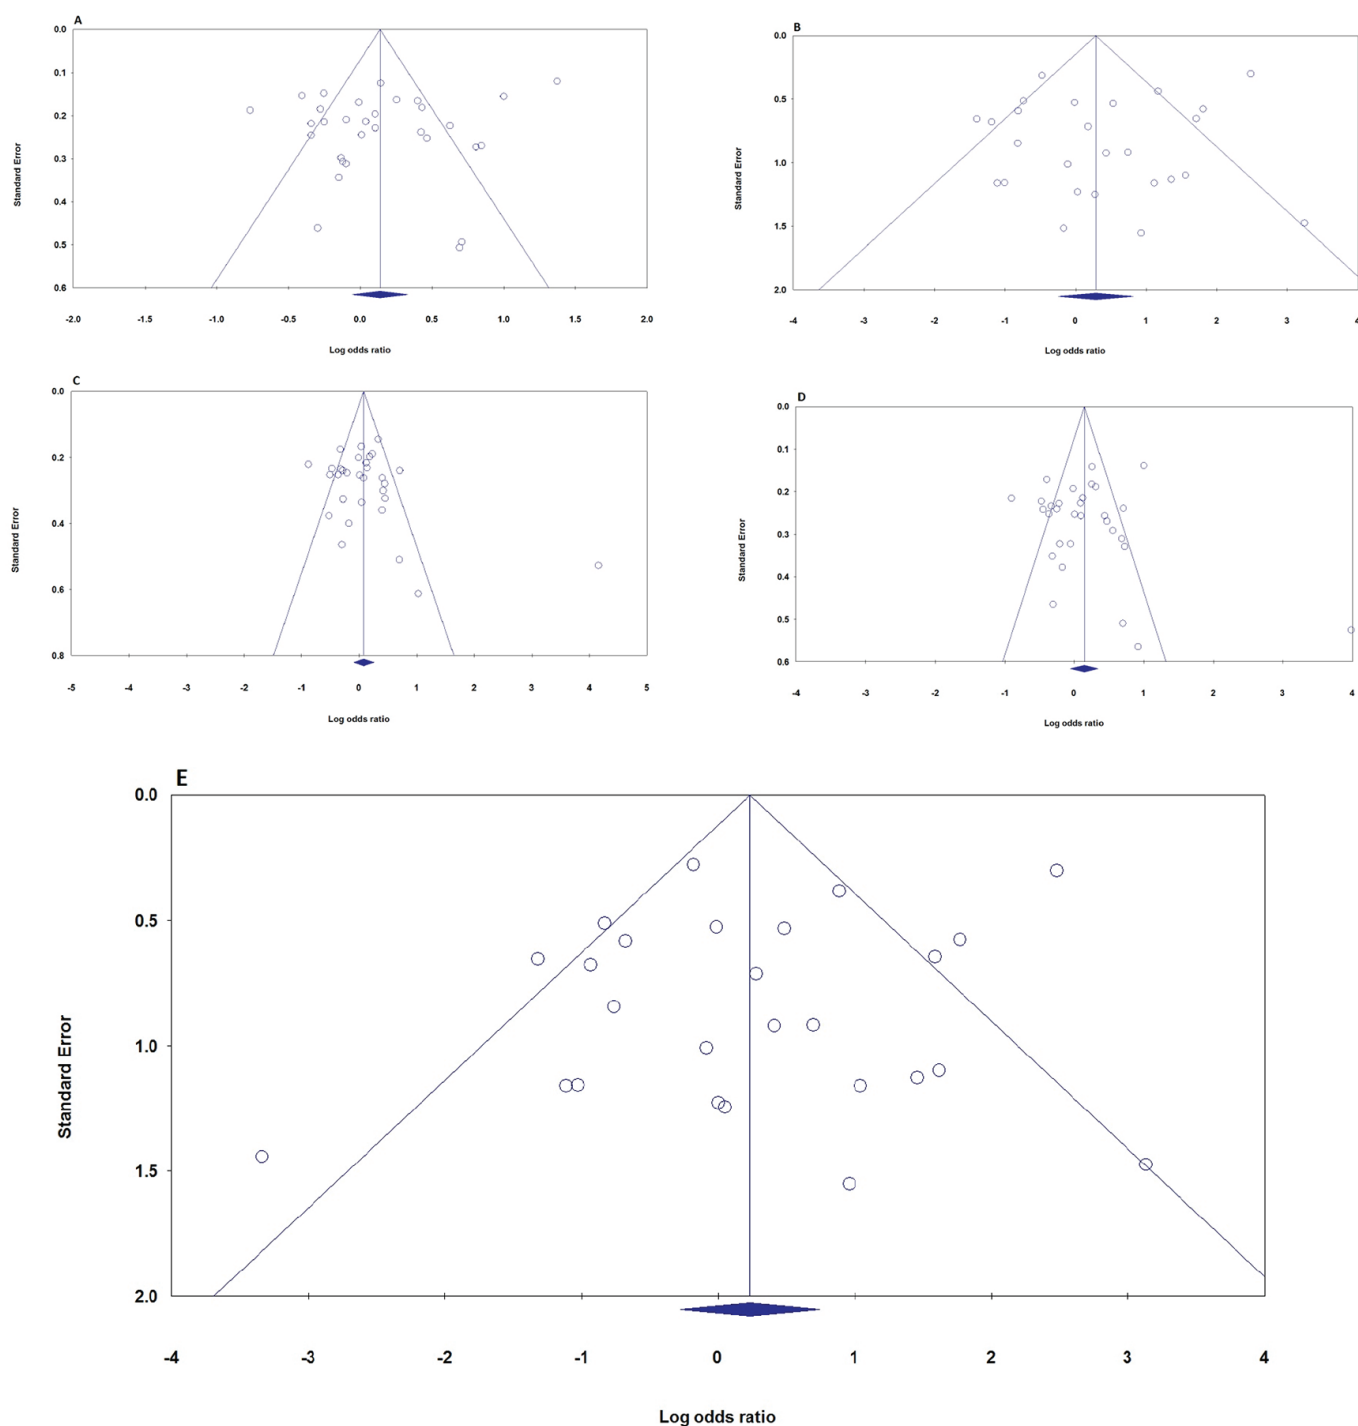 A
0.0
0.1
0.2
0.3
0.4
0.5
0.6
Standard Error
-2.0 -1.5 -1.0 -0.5 0.0 0.5 1.0 1.5 2.0
Log odds ratio
B
0.0
0.5
1.0
1.5
2.0
Standard Error
-4 -3 -2 -1 0 1 2 3 4
Log odds ratio
C
0.0
0.2
0.4
0.6
0.8
Standard Error
-5 -4 -3 -2 -1 0 1 2 3 4 5
Log odds ratio
D
0.0
0.1
0.2
0.3
0.4
0.5
0.6
Standard Error
-4 -3 -2 -1 0 1 2 3 4
Log odds ratio
E
0.0
0.5
1.0
1.5
2.0
Standard Error
-4 -3 -2 -1 0 1 2 3 4
Log odds ratio